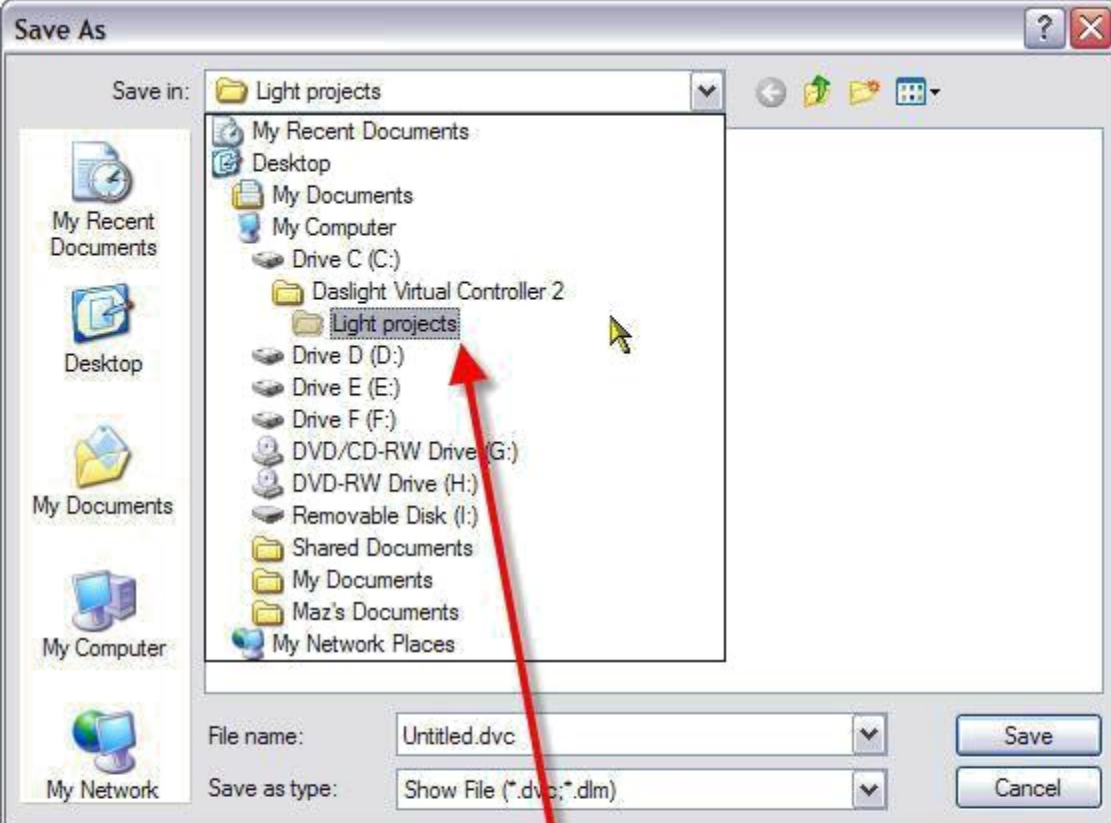 Save As
Save in: Light projects
My Recent Documents
Desktop
My Documents
My Computer
Drive C (C:)
Daslight Virtual Controller 2
Light projects
Drive D (D:)
Drive E (E:)
Drive F (F:)
DVD/CD-RW Drive (G:)
DVD-RW Drive (H:)
Removable Disk (I:)
Shared Documents
My Documents
Maz's Documents
My Network Places
My Recent
Documents
Desktop
My Documents
My Computer
My Network
File name: Untitled.dvc
Save
Save as type: Show File (*.dvc;*.dlm)
Cancel